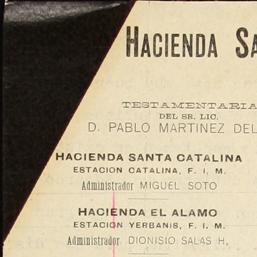 HACIENDA SA
TESTAMENTARIA
DEL SR. LIC.
D. PABLO MARTINEZ DEL
HACIENDA SANTA CATALINA
ESTACION CATALINA, F. I. M.
Administrador MIGUEL SOTO
HACIENDA EL ALAMO
ESTACION YERBANIS, F. I. M.
Administrador DIONISIO SALAS H,